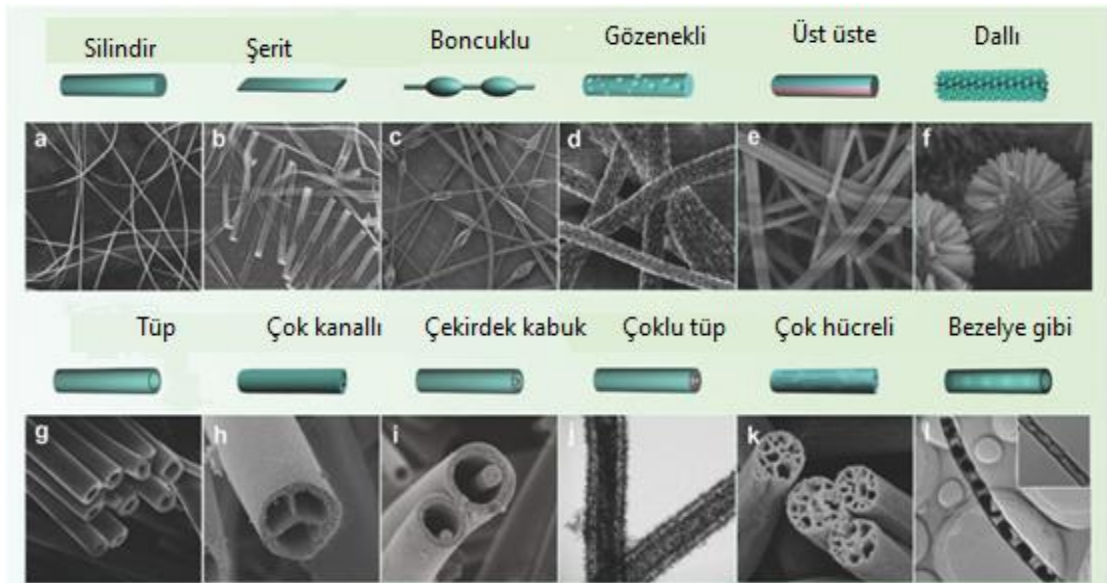 Silindir Şerit Boncuklu Gözenekli Üst üste Dallı
a b c d e f
Tüp Çok kanallı Çekirdek kabuk Çoklu tüp Çok hücreli Bezelye gibi
g h i j k l